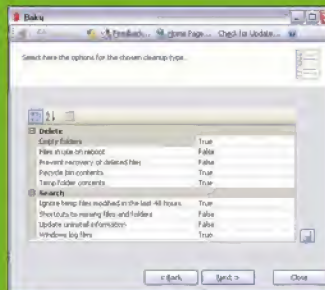 Baku
Feedback... Home Page... Check for Update...
Select here the options for the chosen cleanup type.
Delete
Empty folders True
Files in use on reboot False
Prevent recovery of deleted files False
Recycle bin contents True
Temp folder contents True
Search
Ignore temp files modified in the last 48 hours True
Shortcuts to missing files and folders False
Update uninstall information False
Windows log files True
< Back Next > Close